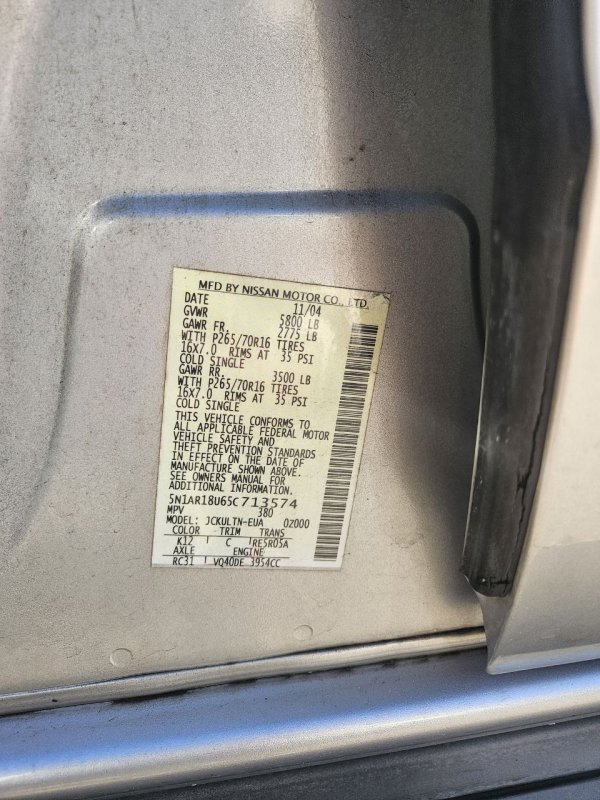 MFD BY NISSAN MOTOR CO., LTD.
DATE 11/04
GVWR 5800 LB
GAWR FR. 2775 LB
WITH P265/70R16 TIRES
16X7.0 RIMS AT 35 PSI
COLD SINGLE
GAWR RR. 3500 LB
WITH P265/70R16 TIRES
16X7.0 RIMS AT 35 PSI
COLD SINGLE
THIS VEHICLE CONFORMS TO
ALL APPLICABLE FEDERAL MOTOR
VEHICLE SAFETY AND
THEFT PREVENTION STANDARDS
IN EFFECT ON THE DATE OF
MANUFACTURE SHOWN ABOVE.
SEE OWNERS MANUAL FOR
ADDITIONAL INFORMATION.
5N1AR18U65C713574
MPV 380
MODEL: JCKULTN-EUA 0Z000
COLOR TRIM TRANS
K12 C RE5R05A
AXLE ENGINE
RC31 VQ40DE 3954CC